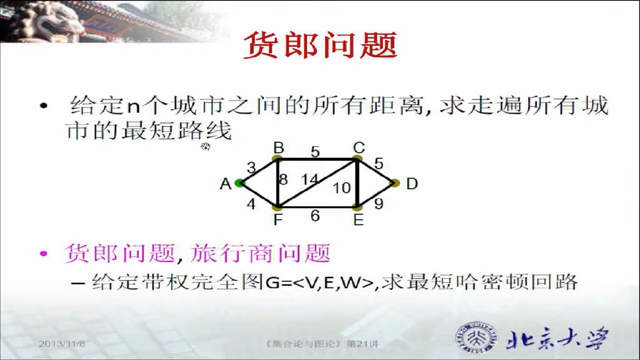 货郎问题
• 给定n个城市之间的所有距离, 求走遍所有城
市的最短路线
B 5 C
3 5
A 8 14 10 D
4 9
F 6 E
• 货郎问题, 旅行商问题
– 给定带权完全图G=<V,E,W>,求最短哈密顿回路
2013/11/8 《集合论与图论》第21讲 北京大学